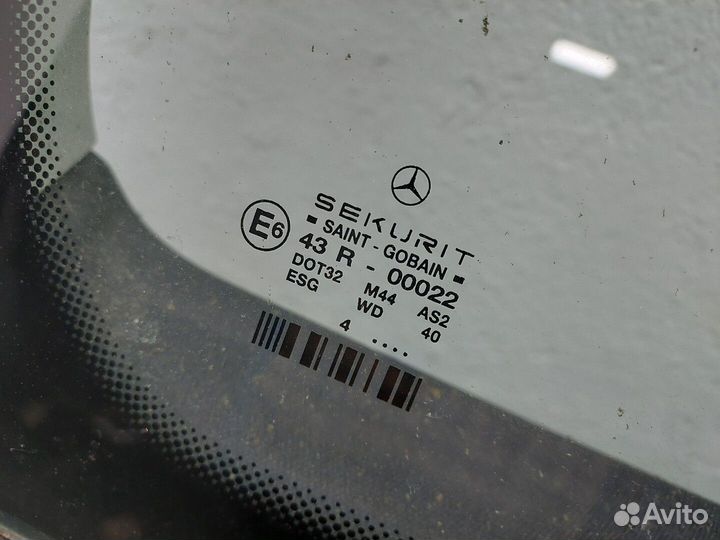 SEKURIT
▪ SAINT-GOBAIN ▪
E6 43 R - 00022
DOT32 M44 AS2
ESG WD 40
4 ....
Avito